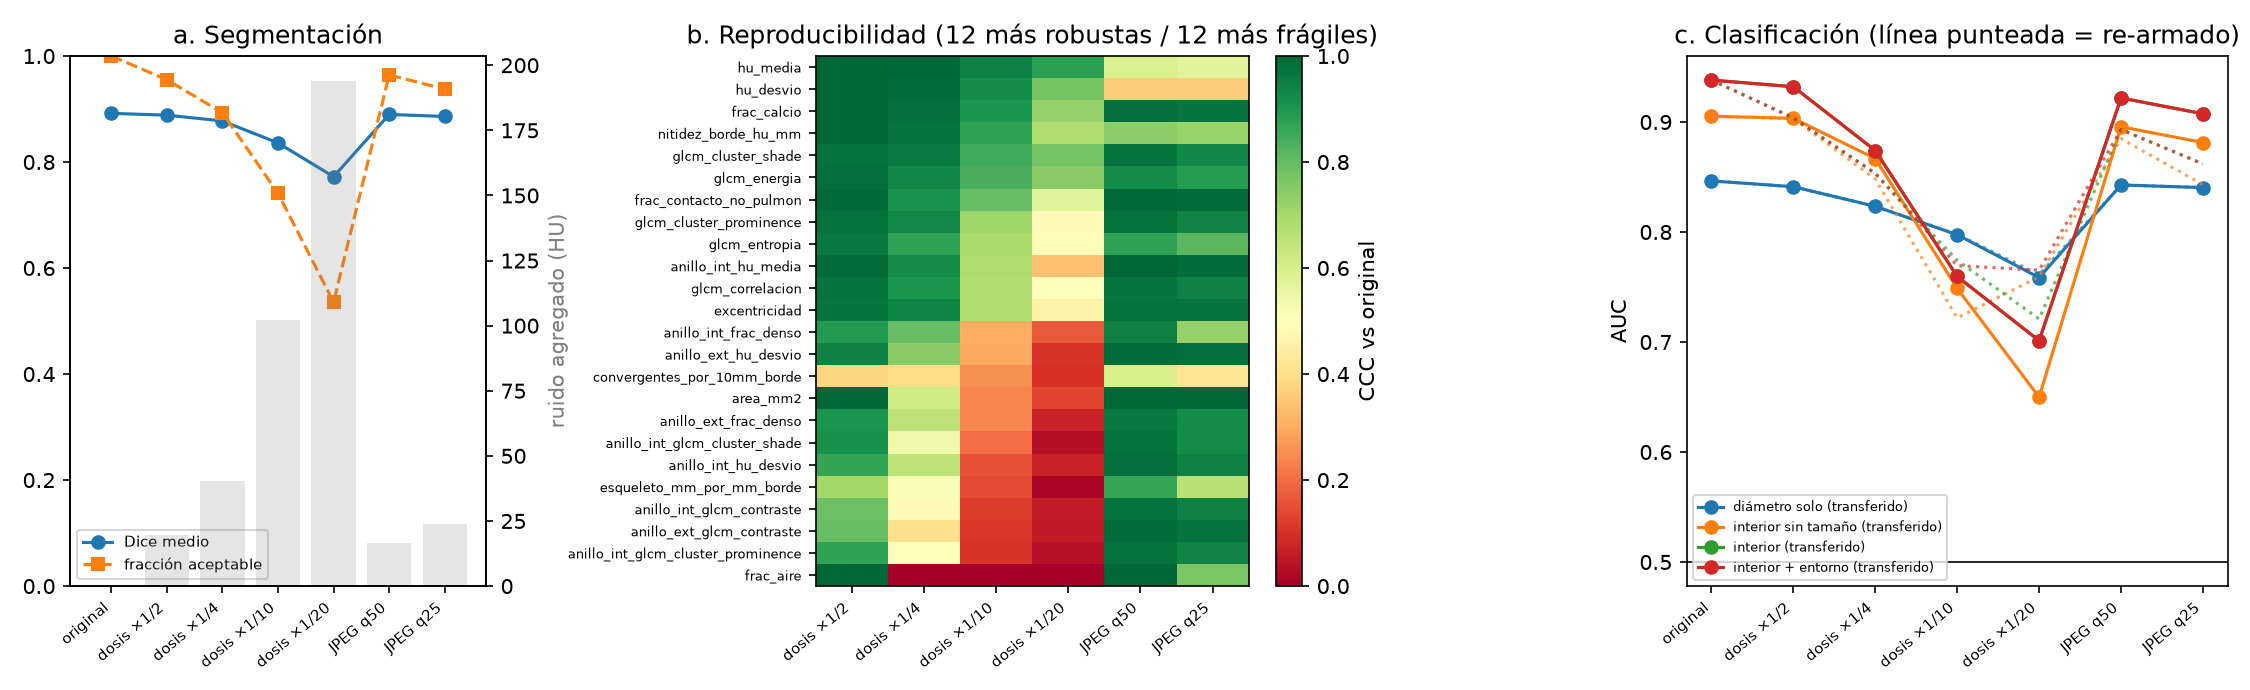 a. Segmentación
1.0
0.8
0.6
0.4
0.2
0.0
200
175
150
125
100
75
50
25
0
ruido agregado (HU)
Dice medio
fracción aceptable
original
dosis ×1/2
dosis ×1/4
dosis ×1/10
dosis ×1/20
JPEG q50
JPEG q25
b. Reproducibilidad (12 más robustas / 12 más frágiles)
hu_media
hu_desvio
frac_calcio
nitidez_borde_hu_mm
glcm_cluster_shade
glcm_energia
frac_contacto_no_pulmon
glcm_cluster_prominence
glcm_entropia
anillo_int_hu_media
glcm_correlacion
excentricidad
anillo_int_frac_denso
anillo_ext_hu_desvio
convergentes_por_10mm_borde
area_mm2
anillo_ext_frac_denso
anillo_int_glcm_cluster_shade
anillo_int_hu_desvio
esqueleto_mm_por_mm_borde
anillo_int_glcm_contraste
anillo_ext_glcm_contraste
anillo_int_glcm_cluster_prominence
frac_aire
dosis ×1/2
dosis ×1/4
dosis ×1/10
dosis ×1/20
JPEG q50
JPEG q25
1.0
0.8
0.6
0.4
0.2
0.0
CCC vs original
c. Clasificación (línea punteada = re-armado)
AUC
0.9
0.8
0.7
0.6
0.5
diámetro solo (transferido)
interior sin tamaño (transferido)
interior (transferido)
interior + entorno (transferido)
original
dosis ×1/2
dosis ×1/4
dosis ×1/10
dosis ×1/20
JPEG q50
JPEG q25